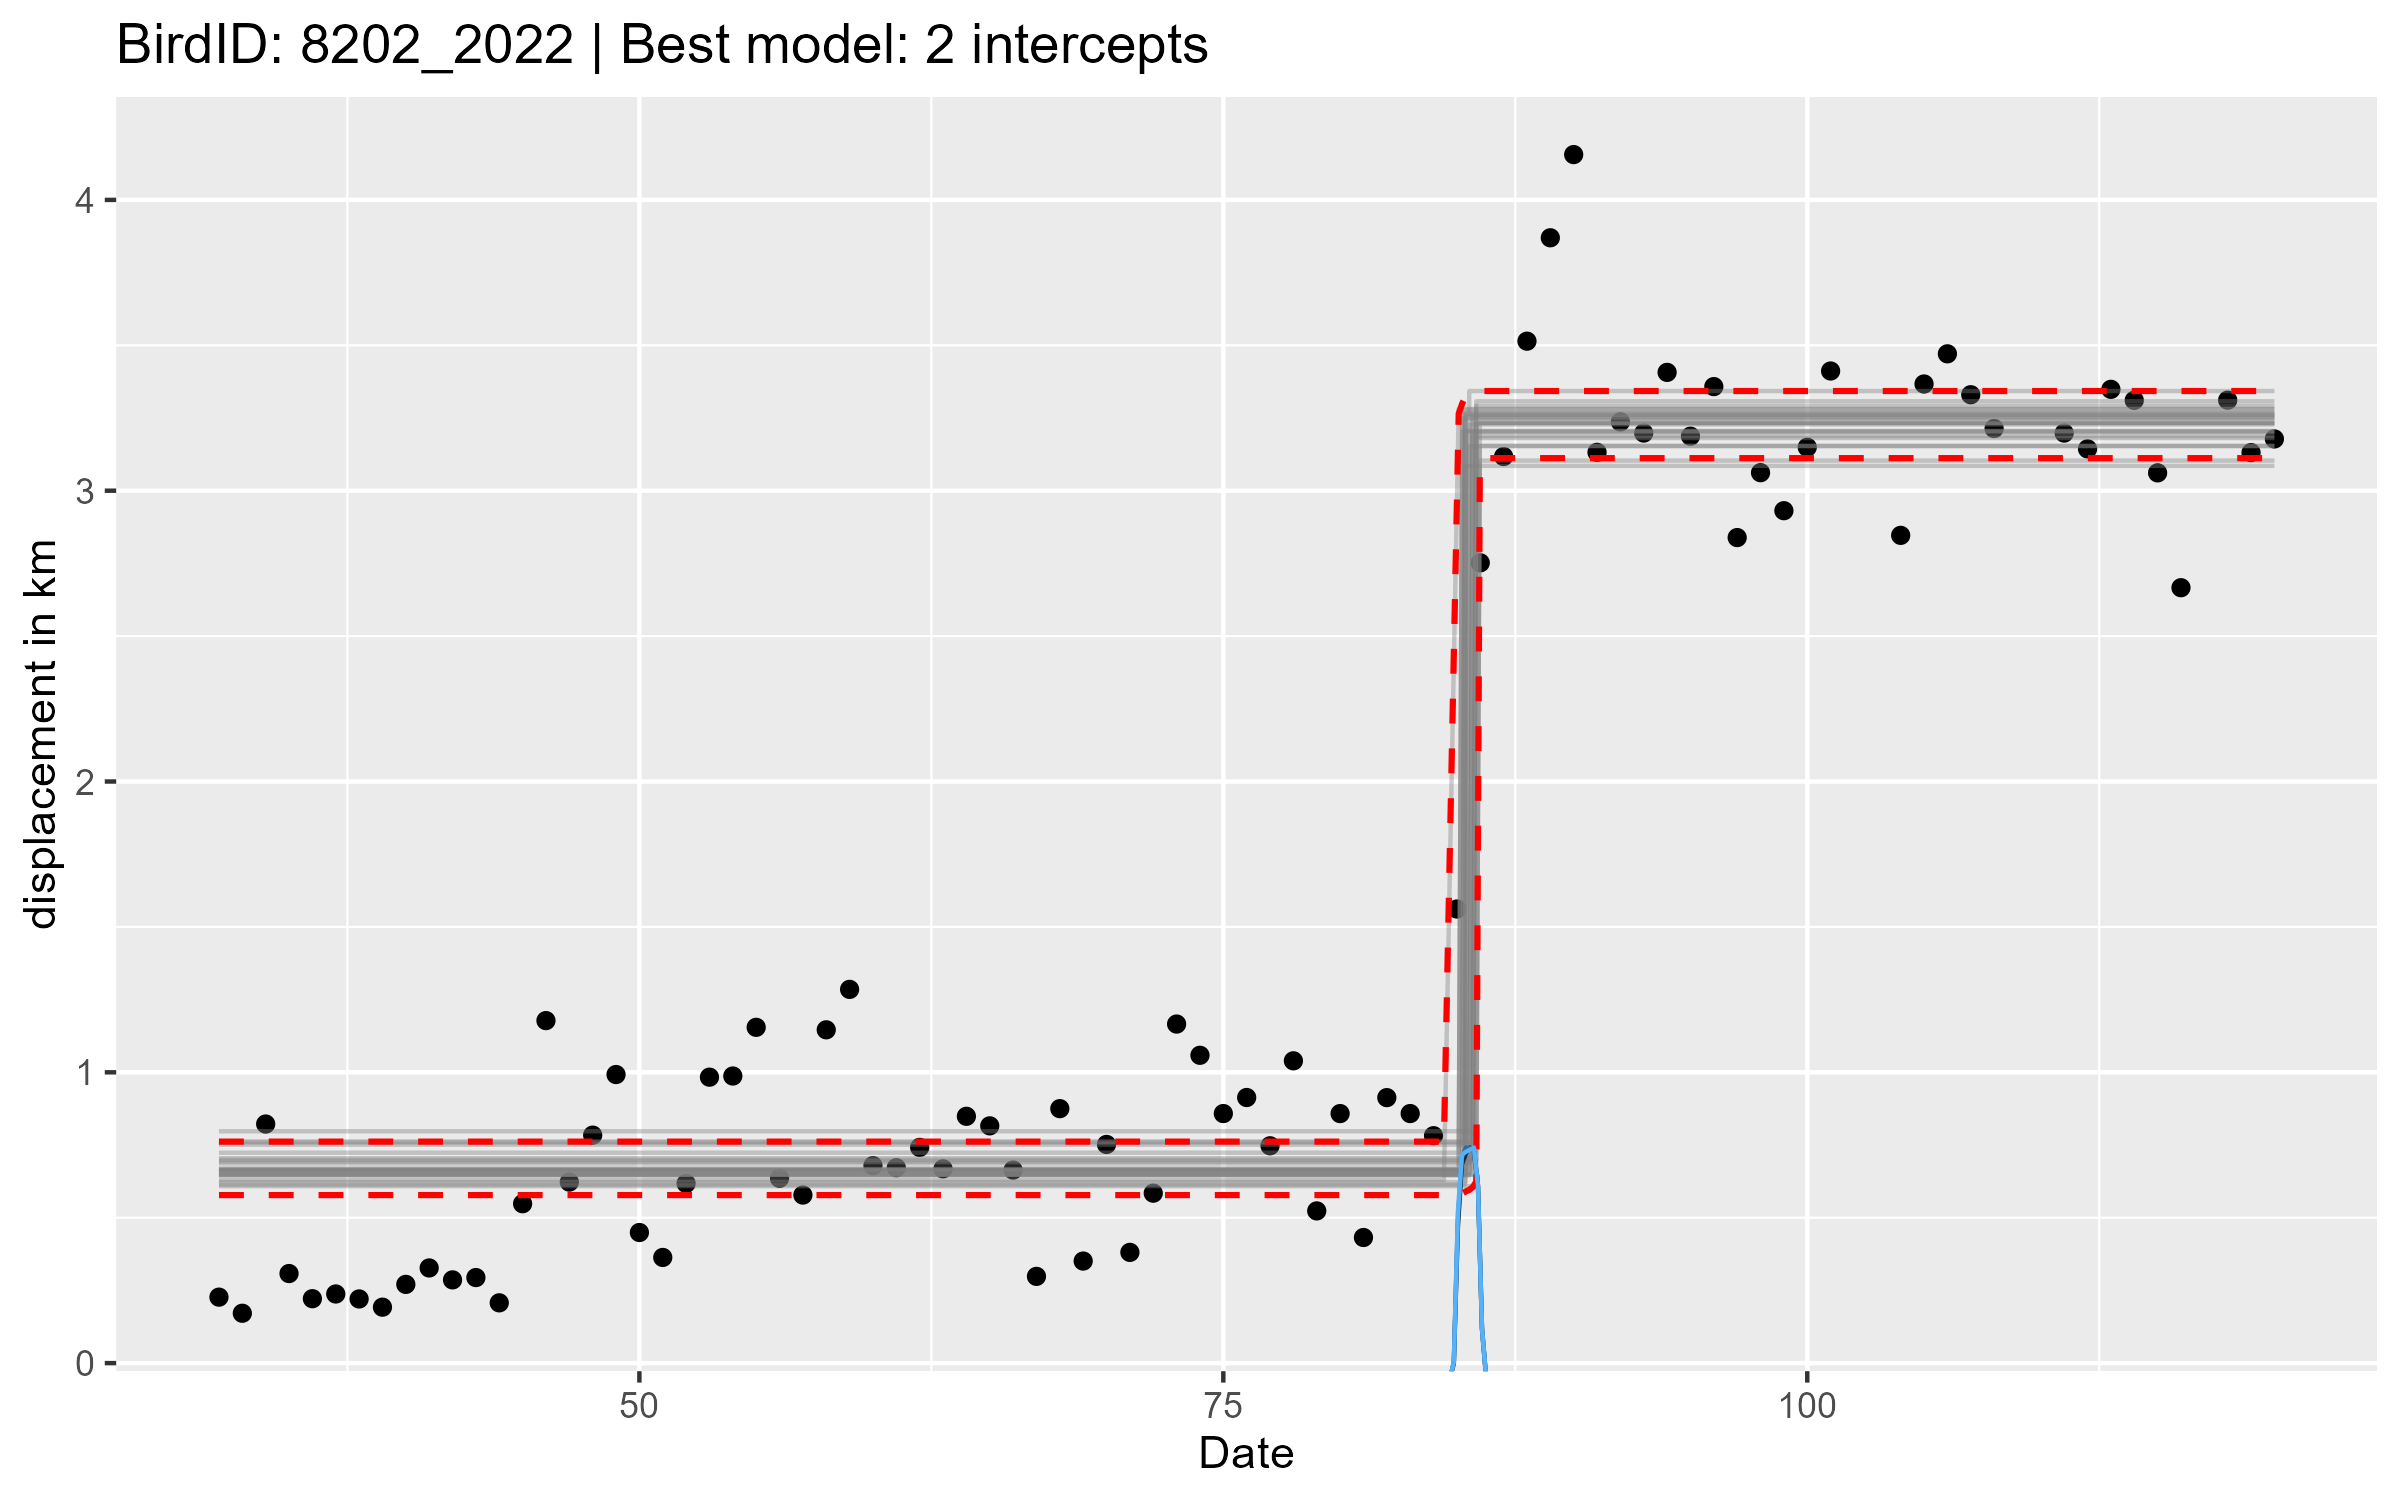 BirdID: 8202_2022 | Best model: 2 intercepts
displacement in km
4
3
2
1
0
50 75 100
Date